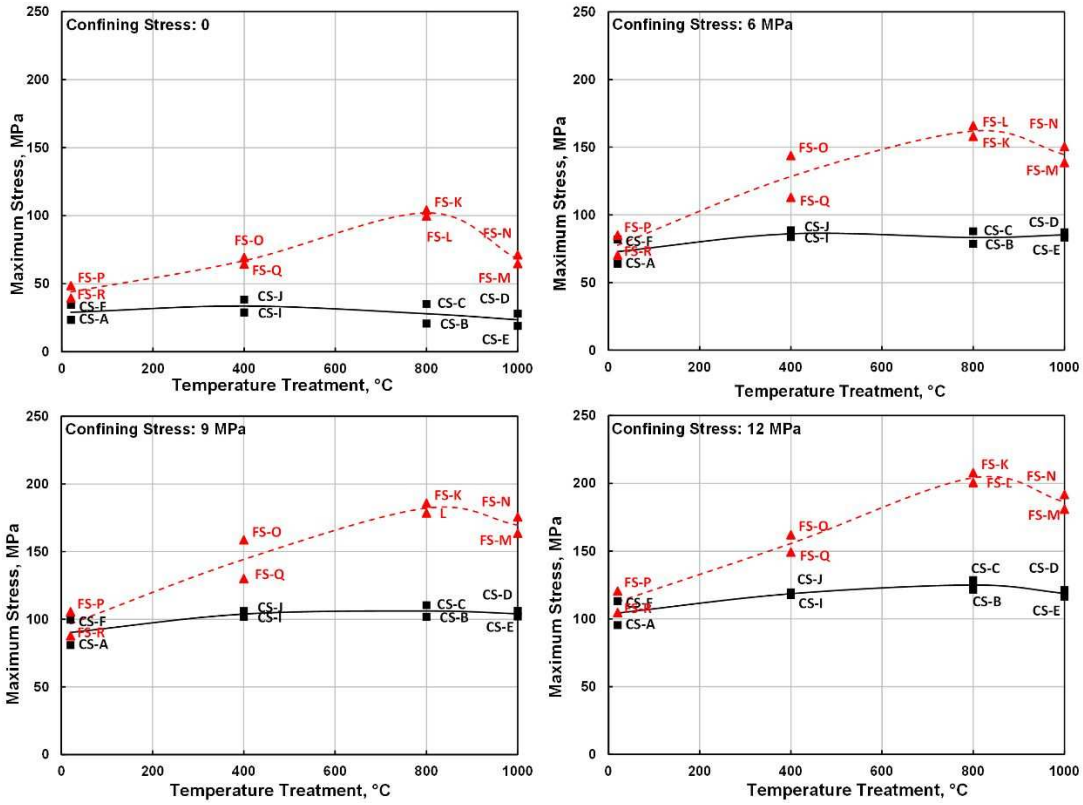 Confining Stress: 0
Maximum Stress, MPa
250
200
150
100
50
0
FS-K
FS-L
FS-O
FS-Q
FS-N
FS-M
FS-P
FS-R
CS-F
CS-A
CS-J
CS-I
CS-C
CS-B
CS-D
CS-E
0 200 400 600 800 1000
Temperature Treatment, °C
Confining Stress: 6 MPa
Maximum Stress, MPa
250
200
150
100
50
0
FS-L
FS-K
FS-N
FS-M
FS-O
FS-Q
FS-P
CS-F
FS-R
CS-A
CS-J
CS-I
CS-C
CS-B
CS-D
CS-E
0 200 400 600 800 1000
Temperature Treatment, °C
Confining Stress: 9 MPa
Maximum Stress, MPa
250
200
150
100
50
0
FS-K
L
FS-N
FS-M
FS-O
FS-Q
FS-P
CS-F
FS-R
CS-A
CS-J
CS-I
CS-C
CS-B
CS-D
CS-E
0 200 400 600 800 1000
Temperature Treatment, °C
Confining Stress: 12 MPa
Maximum Stress, MPa
250
200
150
100
50
0
FS-K
FS-L
FS-N
FS-M
FS-O
FS-Q
FS-P
CS-F
FS-R
CS-A
CS-J
CS-I
CS-C
CS-B
CS-D
CS-E
0 200 400 600 800 1000
Temperature Treatment, °C